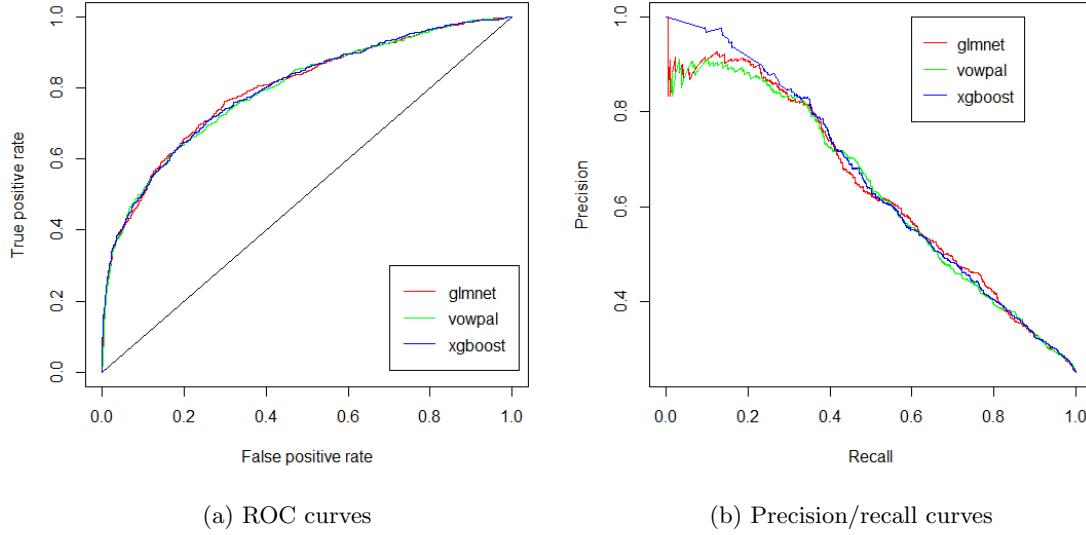 1.0
0.8
0.6
0.4
0.2
0.0
True positive rate
glmnet
vowpal
xgboost
0.0 0.2 0.4 0.6 0.8 1.0
False positive rate
(a) ROC curves
1.0
0.8
0.6
0.4
Precision
glmnet
vowpal
xgboost
0.0 0.2 0.4 0.6 0.8 1.0
Recall
(b) Precision/recall curves